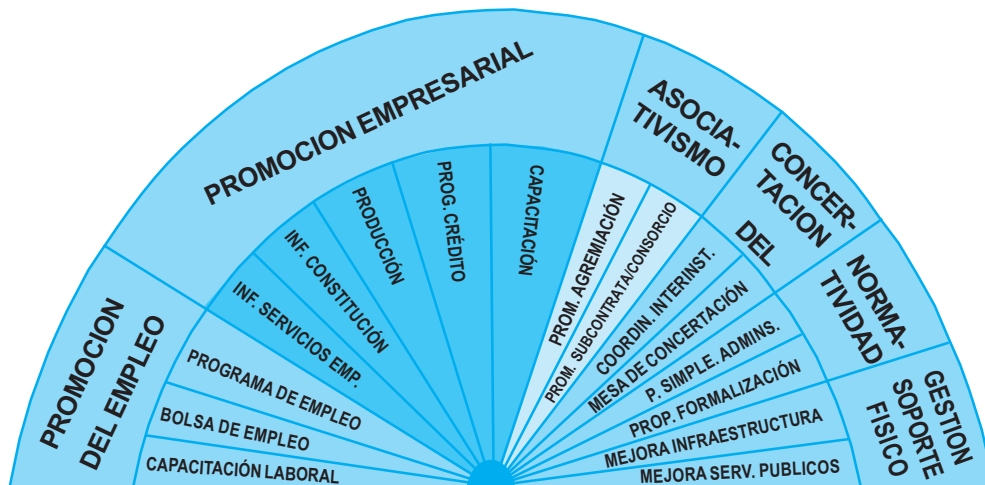 PROMOCION
DEL EMPLEO
PROMOCION EMPRESARIAL
ASOCIA-
TIVISMO
CONCER-
TACION
DEL
NORMA-
TIVIDAD
GESTION
SOPORTE
FISICO
CAPACITACIÓN LABORAL
BOLSA DE EMPLEO
PROGRAMA DE EMPLEO
INF. SERVICIOS EMP.
INF. CONSTITUCIÓN
PRODUCCIÓN
PROG. CRÉDITO
CAPACITACIÓN
PROM. AGREMIACIÓN
PROM. SUBCONTRATA/CONSORCIO
COORDIN. INTERINST.
MESA DE CONCERTACIÓN
P. SIMPLE. ADMINS.
PROP. FORMALIZACIÓN
MEJORA INFRAESTRUCTURA
MEJORA SERV. PUBLICOS